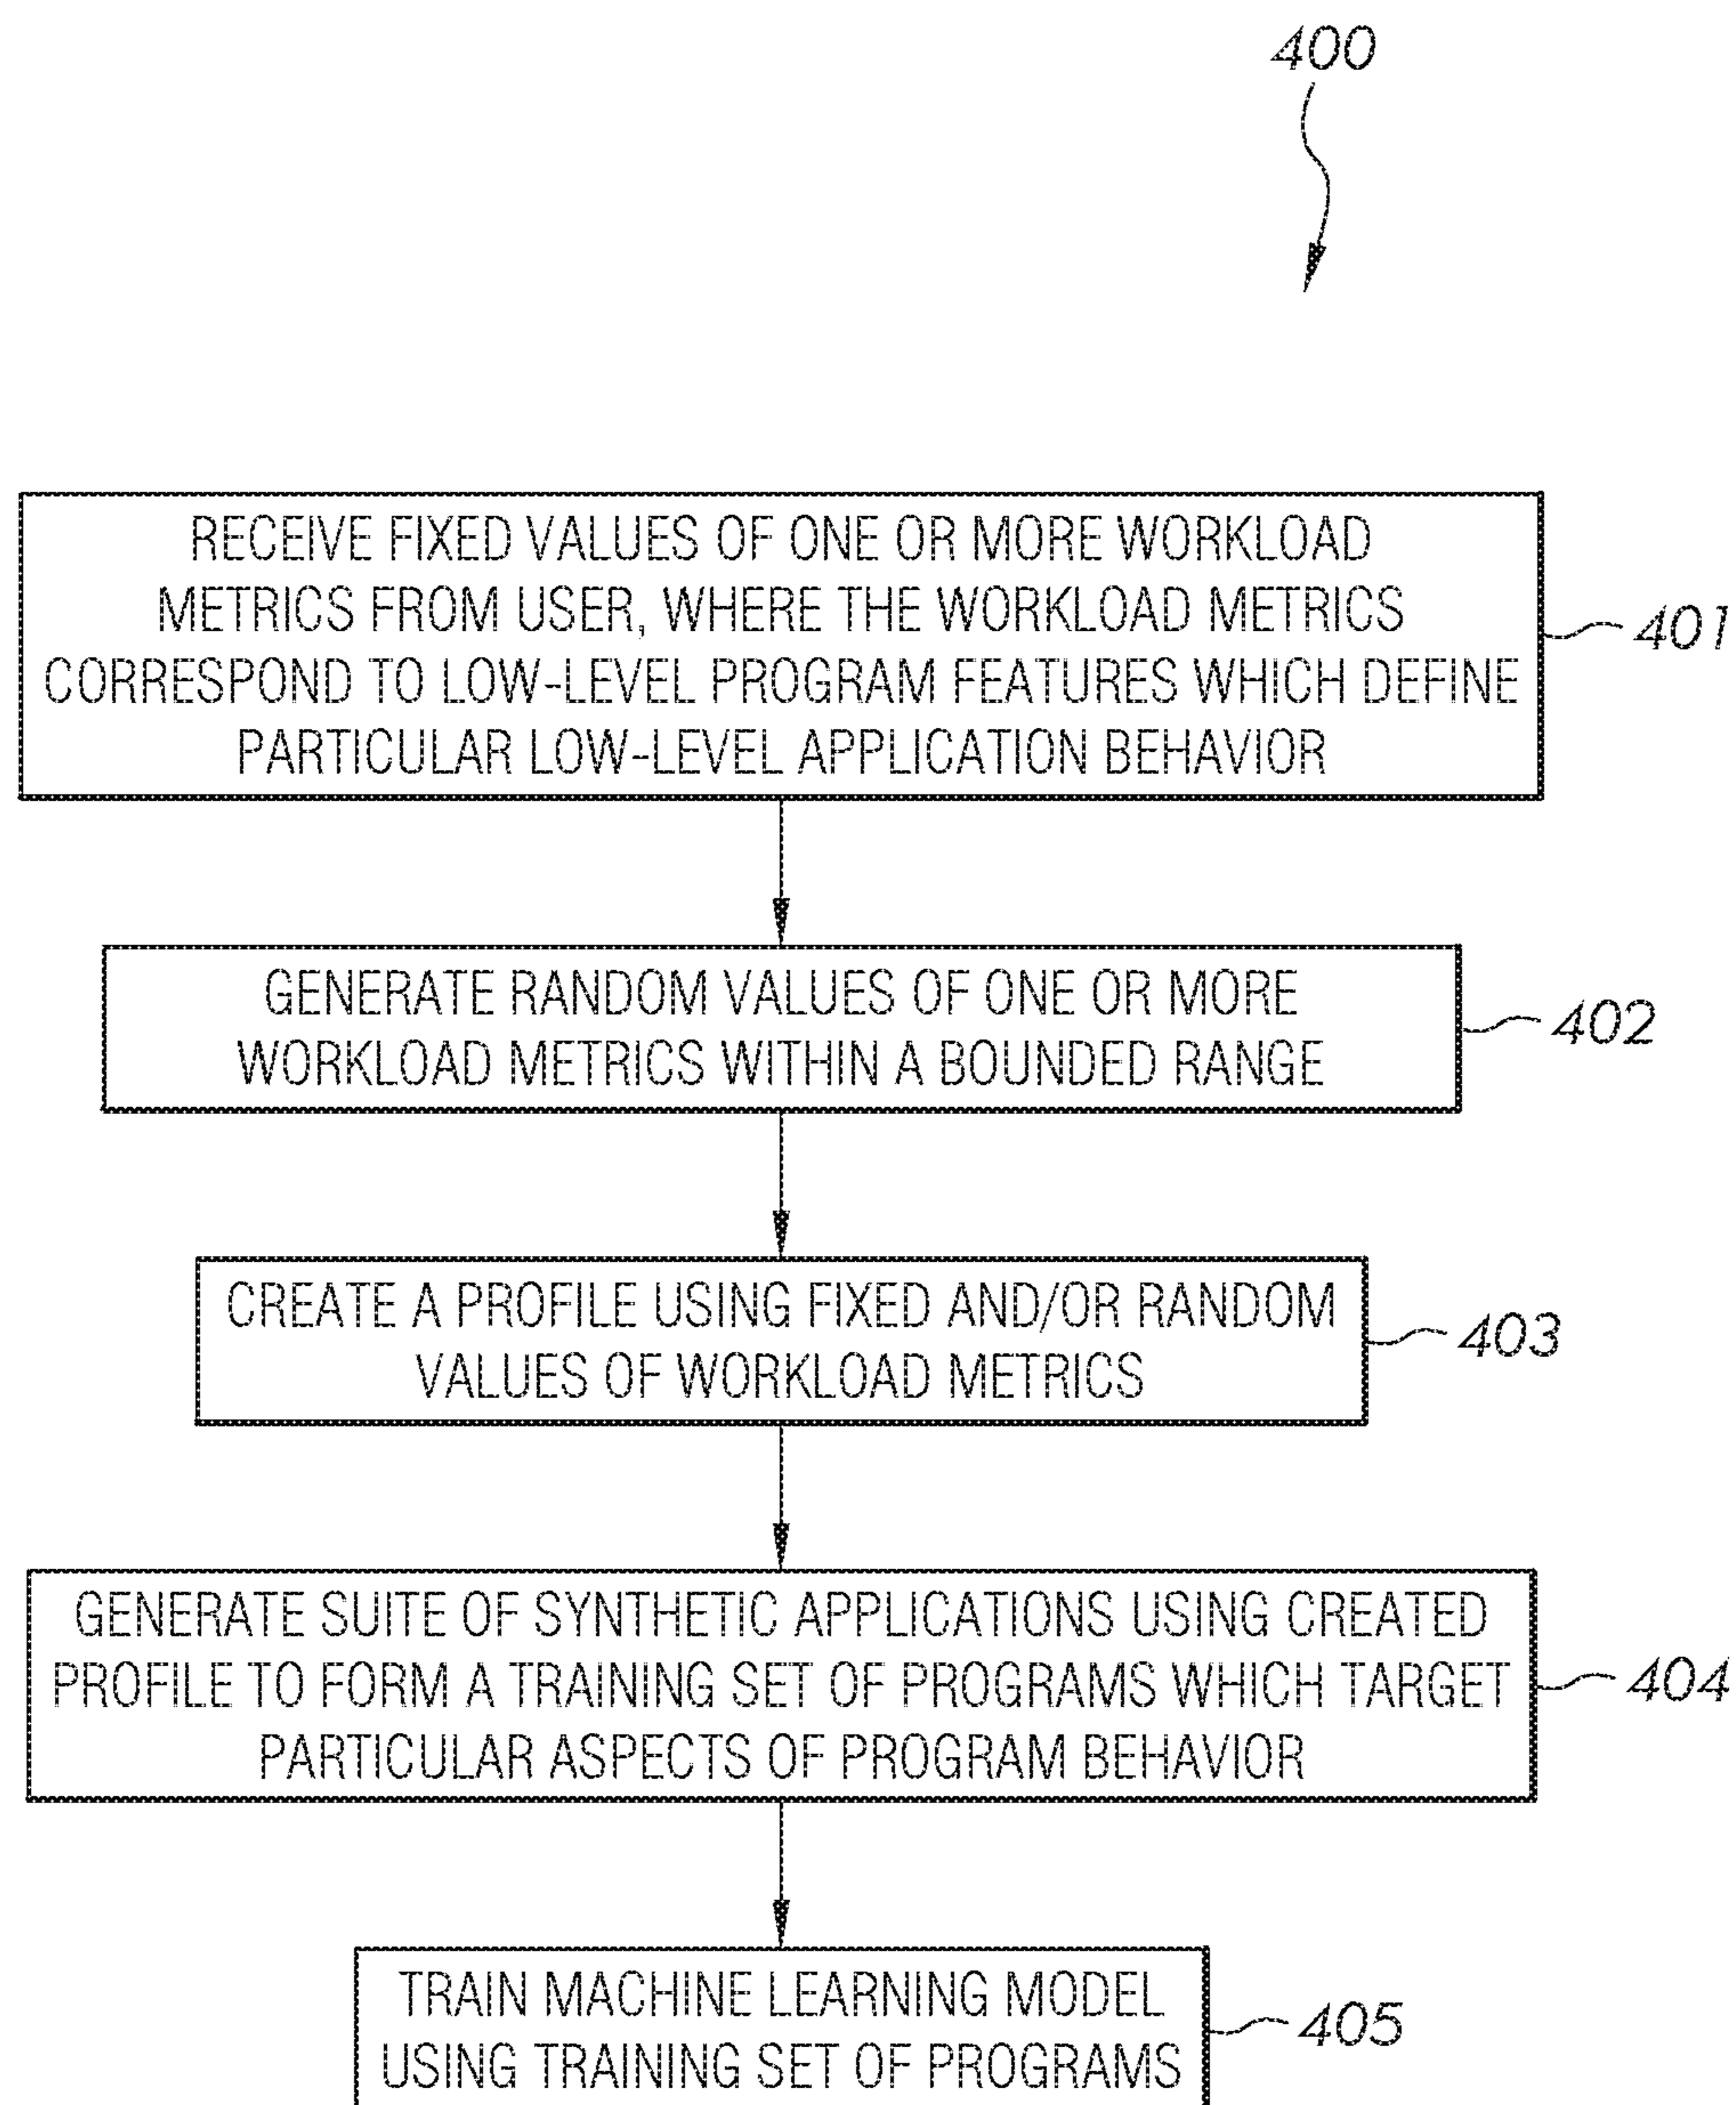 400
RECEIVE FIXED VALUES OF ONE OR MORE WORKLOAD
METRICS FROM USER, WHERE THE WORKLOAD METRICS
CORRESPOND TO LOW-LEVEL PROGRAM FEATURES WHICH DEFINE
PARTICULAR LOW-LEVEL APPLICATION BEHAVIOR
401
GENERATE RANDOM VALUES OF ONE OR MORE
WORKLOAD METRICS WITHIN A BOUNDED RANGE
402
CREATE A PROFILE USING FIXED AND/OR RANDOM
VALUES OF WORKLOAD METRICS
403
GENERATE SUITE OF SYNTHETIC APPLICATIONS USING CREATED
PROFILE TO FORM A TRAINING SET OF PROGRAMS WHICH TARGET
PARTICULAR ASPECTS OF PROGRAM BEHAVIOR
404
TRAIN MACHINE LEARNING MODEL
USING TRAINING SET OF PROGRAMS
405